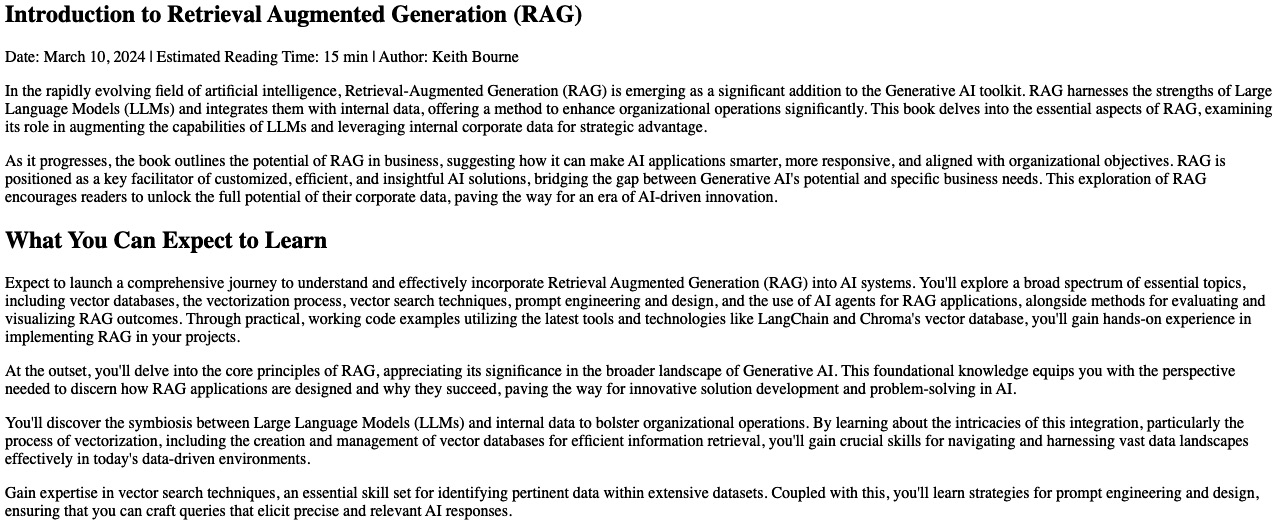 Introduction to Retrieval Augmented Generation (RAG)
Date: March 10, 2024 | Estimated Reading Time: 15 min | Author: Keith Bourne
In the rapidly evolving field of artificial intelligence, Retrieval-Augmented Generation (RAG) is emerging as a significant addition to the Generative AI toolkit. RAG harnesses the strengths of Large
Language Models (LLMs) and integrates them with internal data, offering a method to enhance organizational operations significantly. This book delves into the essential aspects of RAG, examining
its role in augmenting the capabilities of LLMs and leveraging internal corporate data for strategic advantage.
As it progresses, the book outlines the potential of RAG in business, suggesting how it can make AI applications smarter, more responsive, and aligned with organizational objectives. RAG is
positioned as a key facilitator of customized, efficient, and insightful AI solutions, bridging the gap between Generative AI's potential and specific business needs. This exploration of RAG
encourages readers to unlock the full potential of their corporate data, paving the way for an era of AI-driven innovation.
What You Can Expect to Learn
Expect to launch a comprehensive journey to understand and effectively incorporate Retrieval Augmented Generation (RAG) into AI systems. You'll explore a broad spectrum of essential topics,
including vector databases, the vectorization process, vector search techniques, prompt engineering and design, and the use of AI agents for RAG applications, alongside methods for evaluating and
visualizing RAG outcomes. Through practical, working code examples utilizing the latest tools and technologies like LangChain and Chroma's vector database, you'll gain hands-on experience in
implementing RAG in your projects.
At the outset, you'll delve into the core principles of RAG, appreciating its significance in the broader landscape of Generative AI. This foundational knowledge equips you with the perspective
needed to discern how RAG applications are designed and why they succeed, paving the way for innovative solution development and problem-solving in AI.
You'll discover the symbiosis between Large Language Models (LLMs) and internal data to bolster organizational operations. By learning about the intricacies of this integration, particularly the
process of vectorization, including the creation and management of vector databases for efficient information retrieval, you'll gain crucial skills for navigating and harnessing vast data landscapes
effectively in today's data-driven environments.
Gain expertise in vector search techniques, an essential skill set for identifying pertinent data within extensive datasets. Coupled with this, you'll learn strategies for prompt engineering and design,
ensuring that you can craft queries that elicit precise and relevant AI responses.